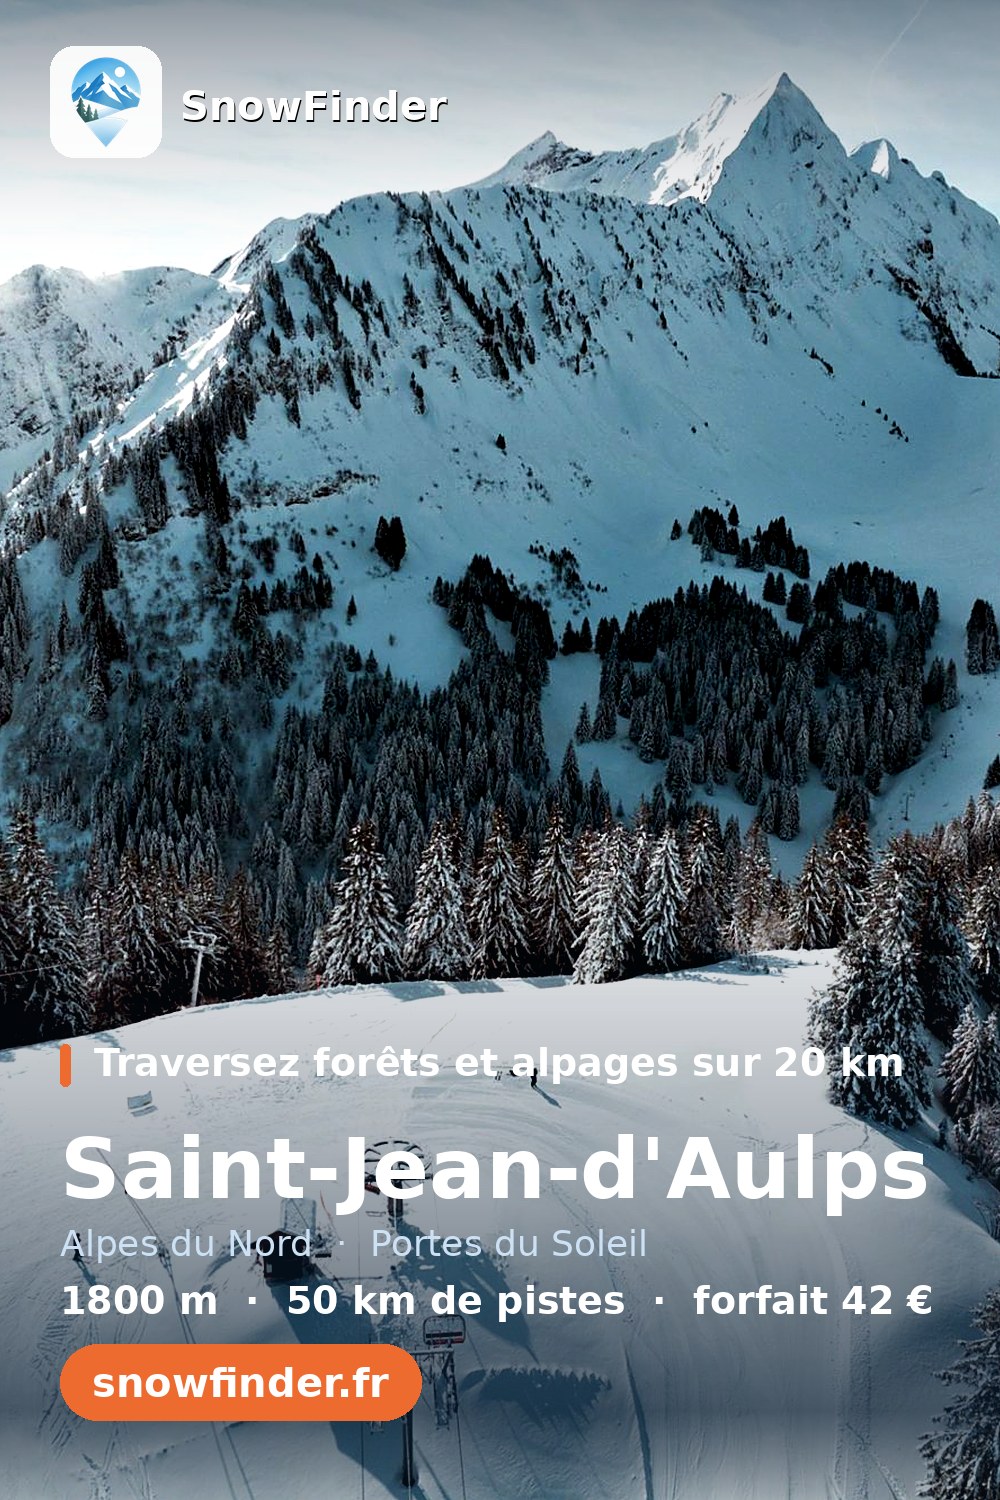 SnowFinder
Traversez forêts et alpages sur 20 km
Saint-Jean-d'Aulps
Alpes du Nord · Portes du Soleil
1800 m · 50 km de pistes · forfait 42 €
snowfinder.fr